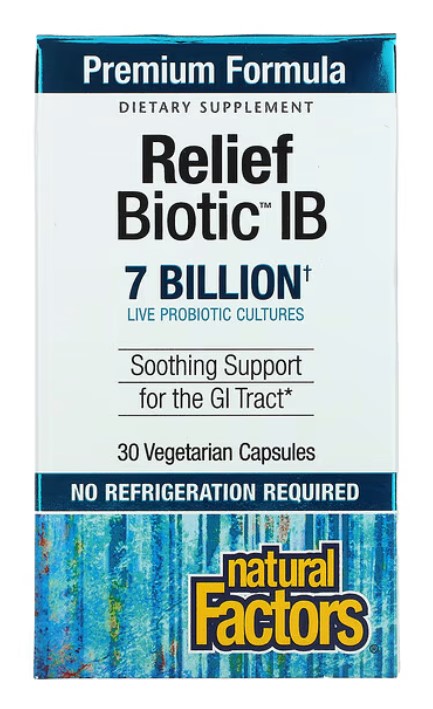 Premium Formula
DIETARY SUPPLEMENT
Relief
Biotic™ IB
7 BILLION†
LIVE PROBIOTIC CULTURES
Soothing Support
for the GI Tract*
30 Vegetarian Capsules
NO REFRIGERATION REQUIRED
natural
Factors®